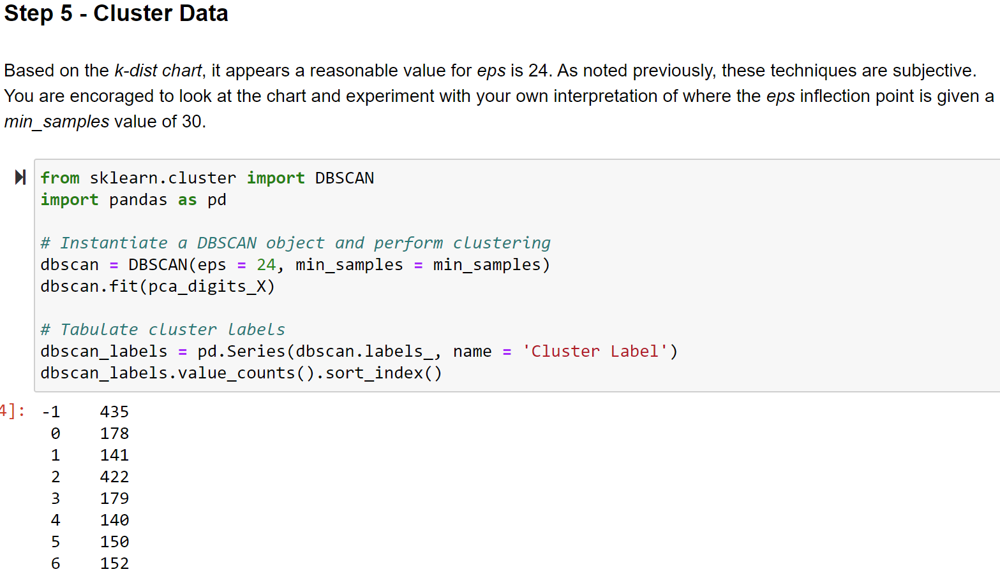 Step 5 - Cluster Data
Based on the k-dist chart, it appears a reasonable value for eps is 24. As noted previously, these techniques are subjective.
You are encoraged to look at the chart and experiment with your own interpretation of where the eps inflection point is given a
min_samples value of 30.
from sklearn.cluster import DBSCAN
import pandas as pd
# Instantiate a DBSCAN object and perform clustering
dbscan = DBSCAN(eps = 24, min_samples = min_samples)
dbscan.fit(pca_digits_X)
# Tabulate cluster labels
dbscan_labels = pd.Series(dbscan.labels_, name = 'Cluster Label')
dbscan_labels.value_counts().sort_index()
4]: -1 435
0 178
1 141
2 422
3 179
4 140
5 150
6 152